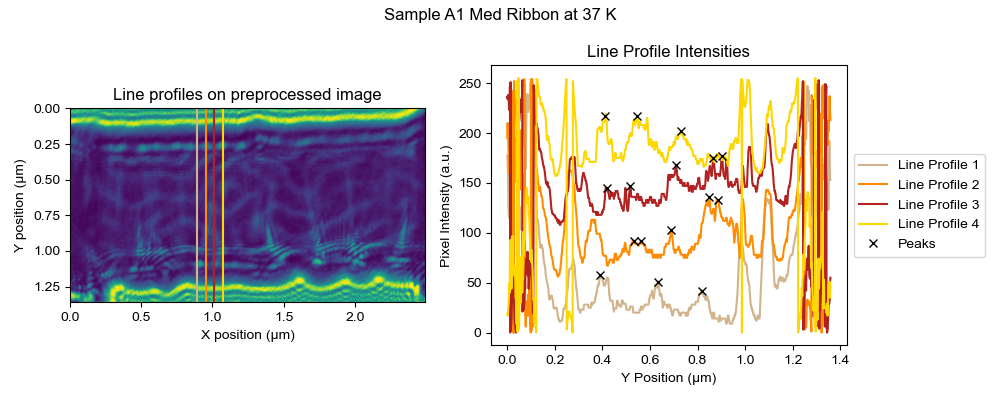 Sample A1 Med Ribbon at 37 K
Line profiles on preprocessed image
0.00
0.25
0.50
0.75
1.00
1.25
Y position (μm)
0.0 0.5 1.0 1.5 2.0
X position (μm)
Line Profile Intensities
250
200
150
100
50
0
Pixel Intensity (a.u.)
0.0 0.2 0.4 0.6 0.8 1.0 1.2 1.4
Y Position (μm)
Line Profile 1
Line Profile 2
Line Profile 3
Line Profile 4
Peaks